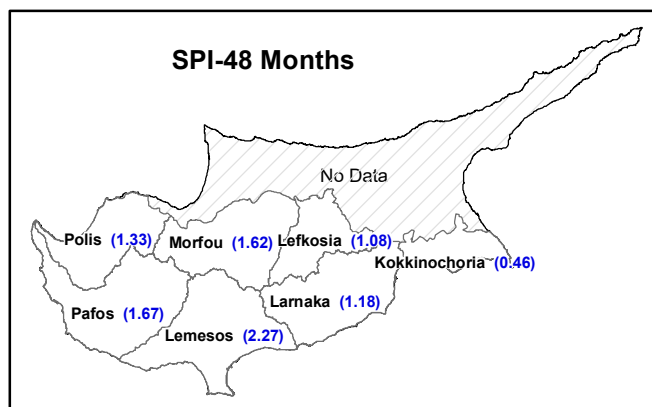 SPI-48 Months
No Data
Polis (1.33)
Morfou (1.62)
Lefkosia (1.08)
Kokkinochoria (0.46)
Pafos (1.67)
Larnaka (1.18)
Lemesos (2.27)